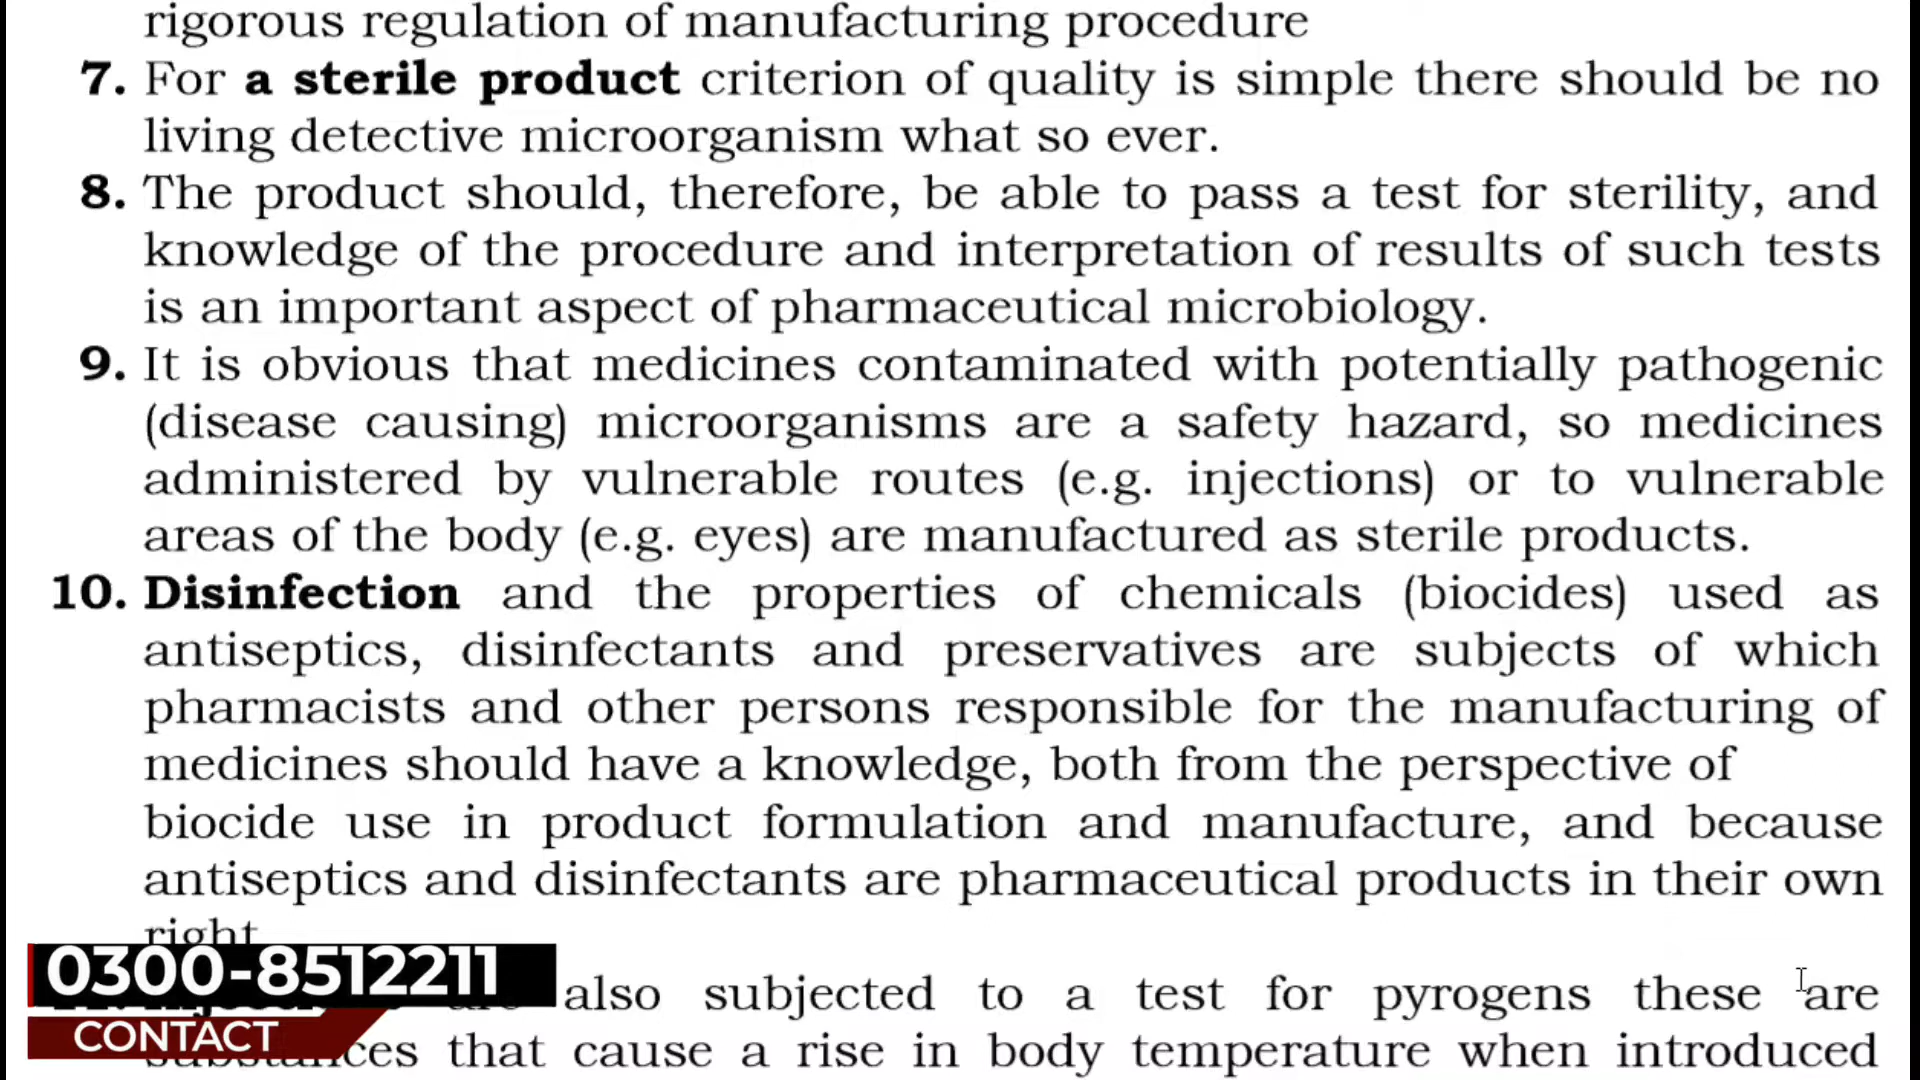 rigorous regulation of manufacturing procedure
7. For a sterile product criterion of quality is simple there should be no
living detective microorganism what so ever.
8. The product should, therefore, be able to pass a test for sterility, and
knowledge of the procedure and interpretation of results of such tests
is an important aspect of pharmaceutical microbiology.
9. It is obvious that medicines contaminated with potentially pathogenic
(disease causing) microorganisms are a safety hazard, so medicines
administered by vulnerable routes (e.g. injections) or to vulnerable
areas of the body (e.g. eyes) are manufactured as sterile products.
10. Disinfection and the properties of chemicals (biocides) used as
antiseptics, disinfectants and preservatives are subjects of which
pharmacists and other persons responsible for the manufacturing of
medicines should have a knowledge, both from the perspective of
biocide use in product formulation and manufacture, and because
antiseptics and disinfectants are pharmaceutical products in their own
right
also subjected to a test for pyrogens these are
substances that cause a rise in body temperature when introduced
0300-8512211
CONTACT